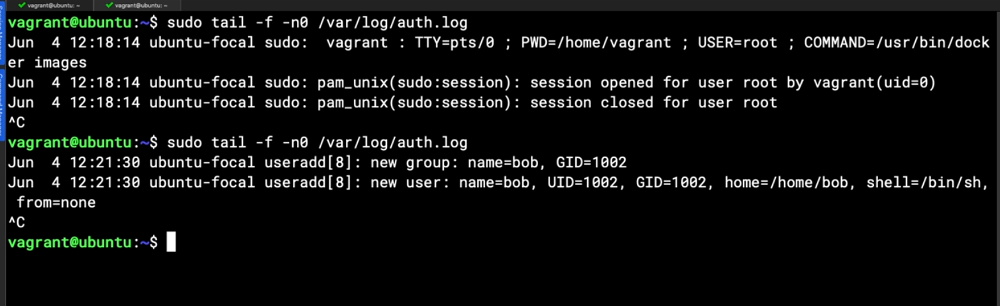 vagrant@ubuntu: ~
vagrant@ubuntu: ~
vagrant@ubuntu:~$ sudo tail -f -n0 /var/log/auth.log
Jun  4 12:18:14 ubuntu-focal sudo:  vagrant : TTY=pts/0 ; PWD=/home/vagrant ; USER=root ; COMMAND=/usr/bin/dock
er images
Jun  4 12:18:14 ubuntu-focal sudo: pam_unix(sudo:session): session opened for user root by vagrant(uid=0)
Jun  4 12:18:14 ubuntu-focal sudo: pam_unix(sudo:session): session closed for user root
^C
vagrant@ubuntu:~$ sudo tail -f -n0 /var/log/auth.log
Jun  4 12:21:30 ubuntu-focal useradd[8]: new group: name=bob, GID=1002
Jun  4 12:21:30 ubuntu-focal useradd[8]: new user: name=bob, UID=1002, GID=1002, home=/home/bob, shell=/bin/sh,
 from=none
^C
vagrant@ubuntu:~$